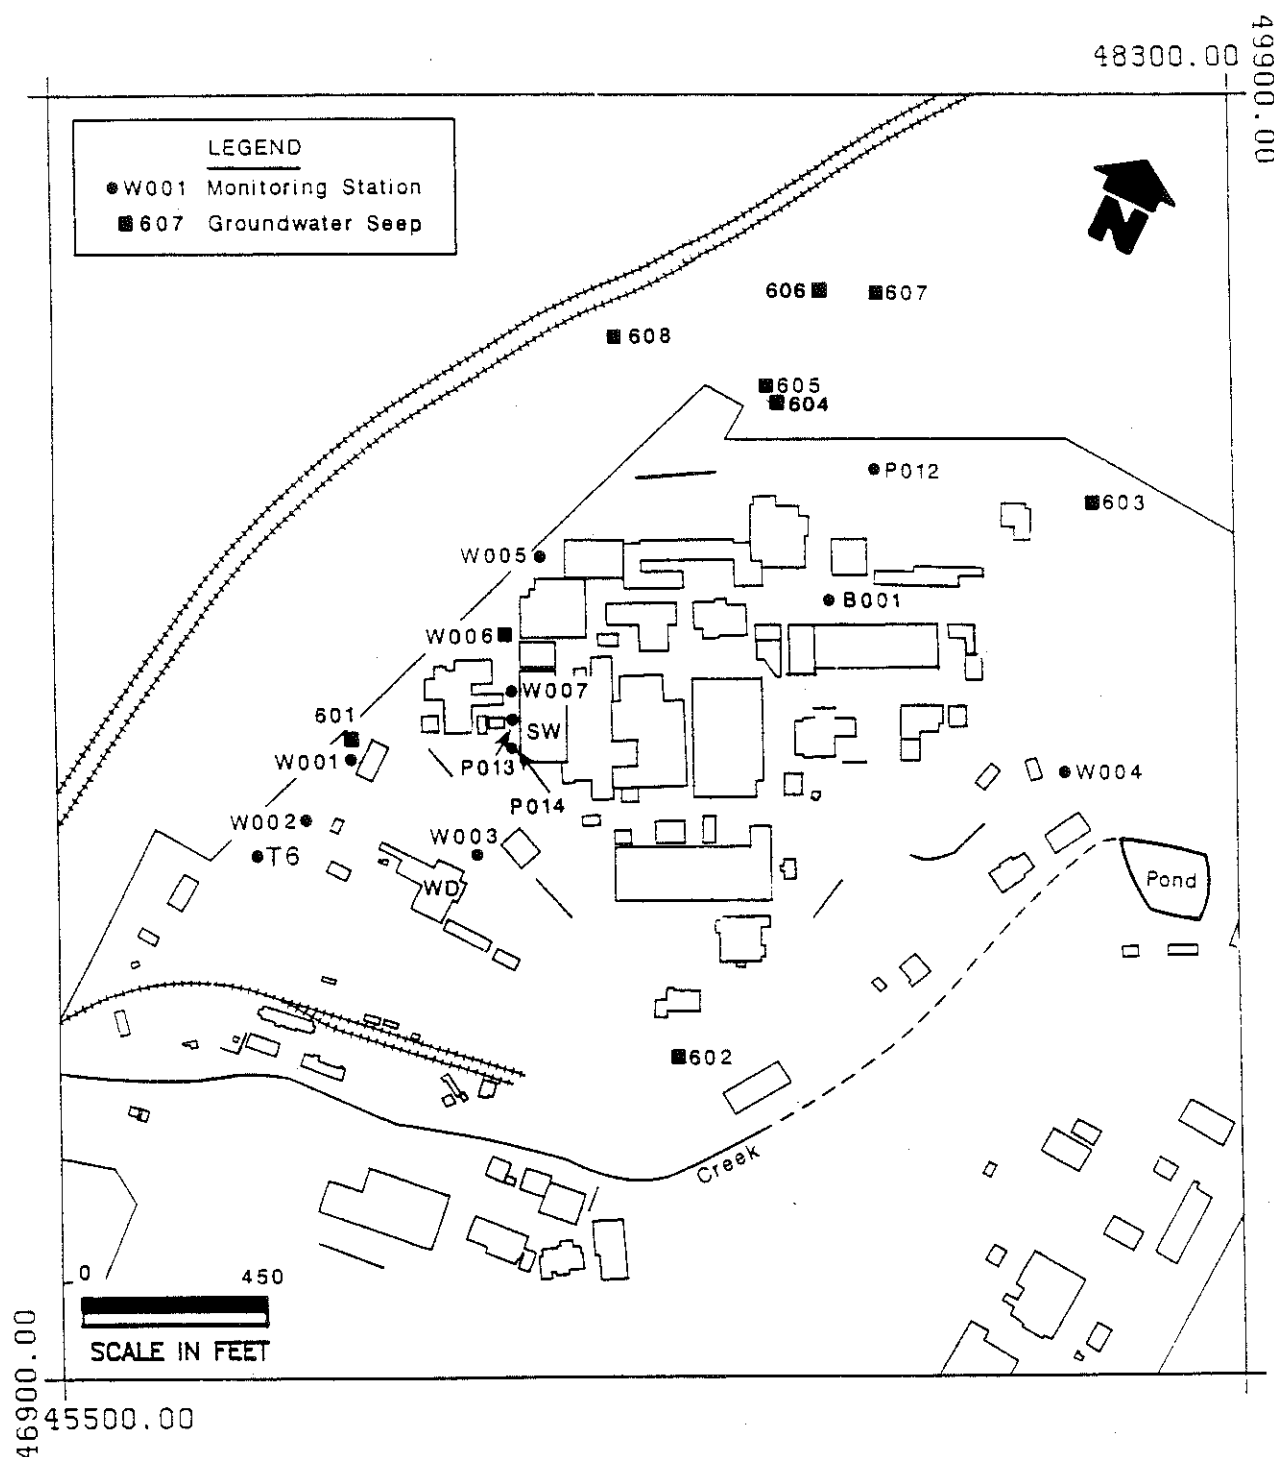 48300.00
49900.00
LEGEND
W001 Monitoring Station
607 Groundwater Seep
N
606
607
608
605
604
P012
603
W005
B001
W006
W007
601
SW
W001
P013
W004
P014
W002
W003
T6
WD
Pond
602
Creek
0 450
SCALE IN FEET
46900.00
45500.00